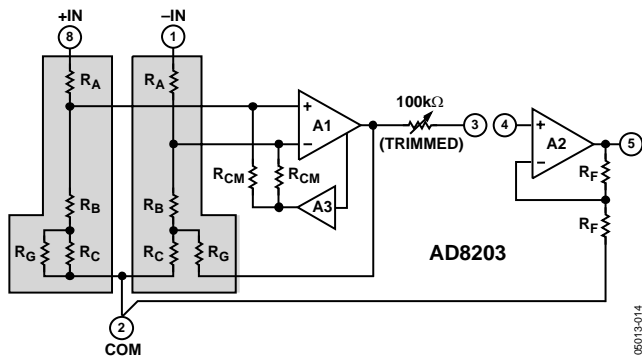 +IN
–IN
8
1
RA
RA
100kΩ
+
A1
–
3
4
+
A2
–
5
(TRIMMED)
RCM
RCM
RF
RB
RB
A3
RF
RG
RC
RC
RG
AD8203
2
COM
05013-014